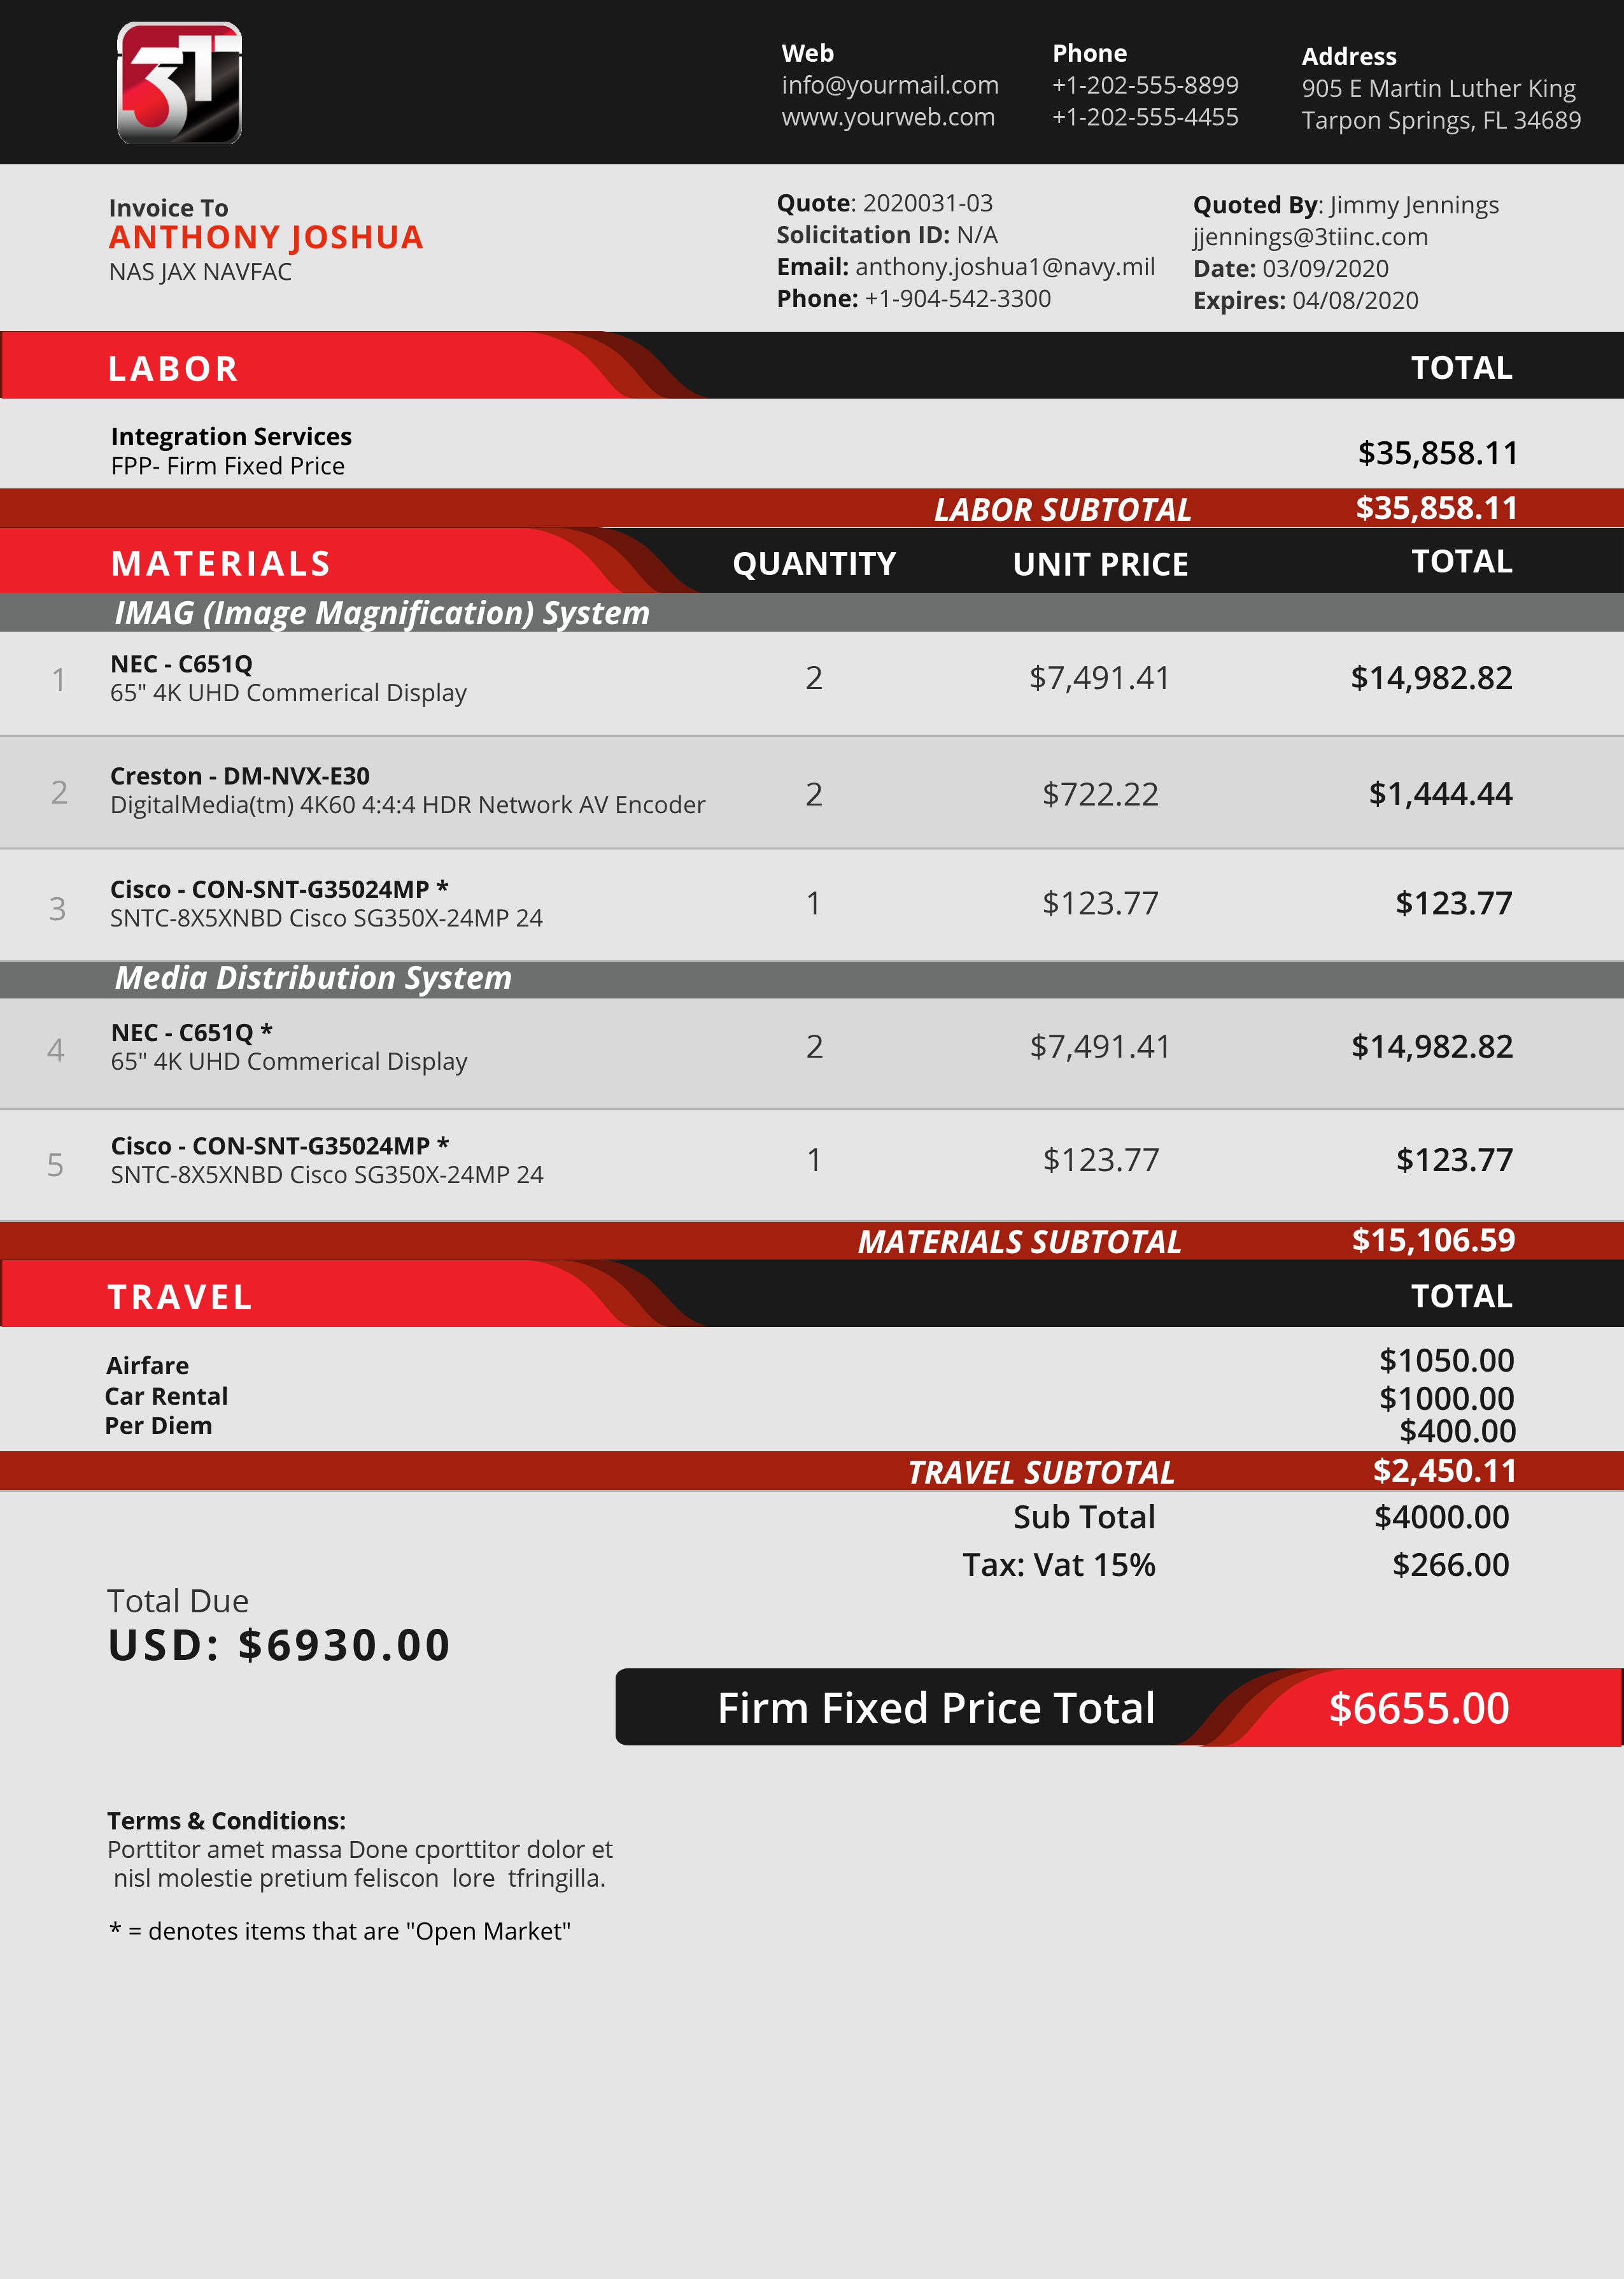 3T
Web
info@yourmail.com
www.yourweb.com
Phone
+1-202-555-8899
+1-202-555-4455
Address
905 E Martin Luther King
Tarpon Springs, FL 34689
Invoice To
ANTHONY JOSHUA
NAS JAX NAVFAC
Quote: 2020031-03
Solicitation ID: N/A
Email: anthony.joshua1@navy.mil
Phone: +1-904-542-3300
Quoted By: Jimmy Jennings
jjennings@3tiinc.com
Date: 03/09/2020
Expires: 04/08/2020
LABOR TOTAL
Integration Services
FPP- Firm Fixed Price
$35,858.11
LABOR SUBTOTAL $35,858.11
MATERIALS QUANTITY UNIT PRICE TOTAL
IMAG (Image Magnification) System
1 NEC - C651Q 2 $7,491.41 $14,982.82
65" 4K UHD Commerical Display
2 Creston - DM-NVX-E30 2 $722.22 $1,444.44
DigitalMedia(tm) 4K60 4:4:4 HDR Network AV Encoder
3 Cisco - CON-SNT-G35024MP * 1 $123.77 $123.77
SNTC-8X5XNBD Cisco SG350X-24MP 24
Media Distribution System
4 NEC - C651Q * 2 $7,491.41 $14,982.82
65" 4K UHD Commerical Display
5 Cisco - CON-SNT-G35024MP * 1 $123.77 $123.77
SNTC-8X5XNBD Cisco SG350X-24MP 24
MATERIALS SUBTOTAL $15,106.59
TRAVEL TOTAL
Airfare $1050.00
Car Rental $1000.00
Per Diem $400.00
TRAVEL SUBTOTAL $2,450.11
Sub Total $4000.00
Tax: Vat 15% $266.00
Total Due
USD: $6930.00
Firm Fixed Price Total $6655.00
Terms & Conditions:
Porttitor amet massa Done cporttitor dolor et
nisl molestie pretium feliscon lore tfringilla.
* = denotes items that are "Open Market"